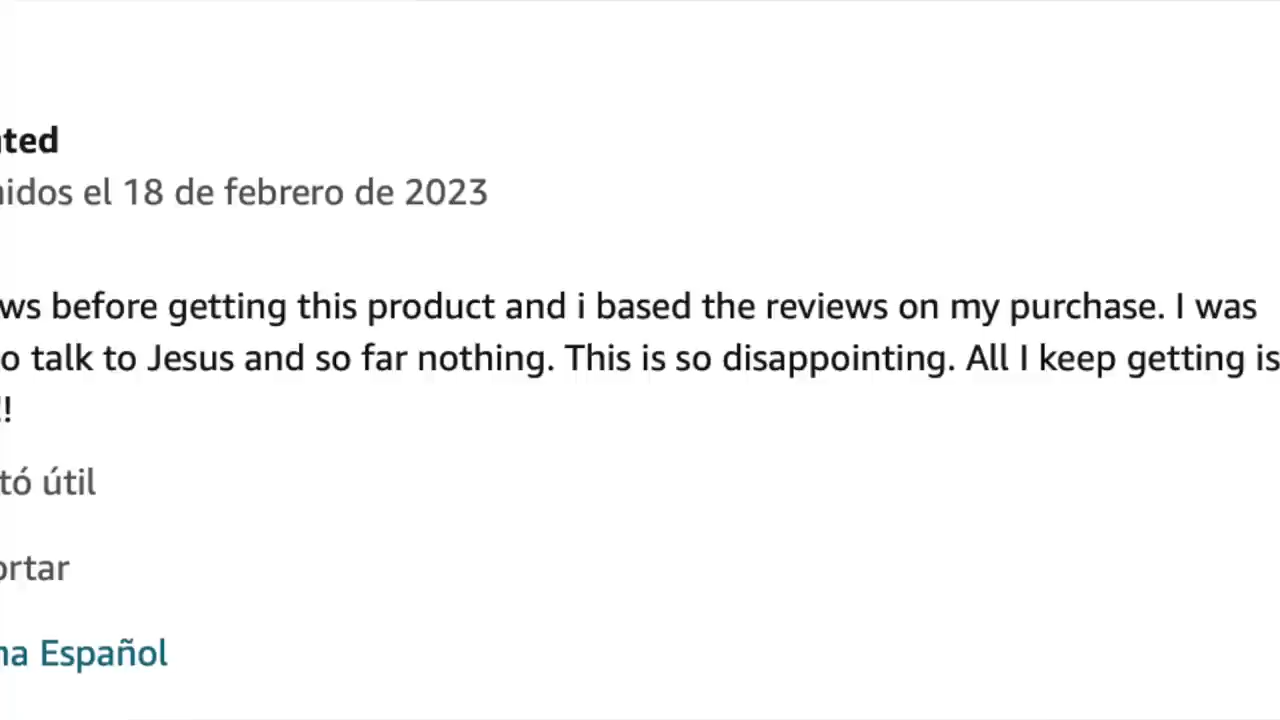 ted
idos el 18 de febrero de 2023
ws before getting this product and i based the reviews on my purchase. I was
o talk to Jesus and so far nothing. This is so disappointing. All I keep getting is
!!
tó útil
ortar
na Español